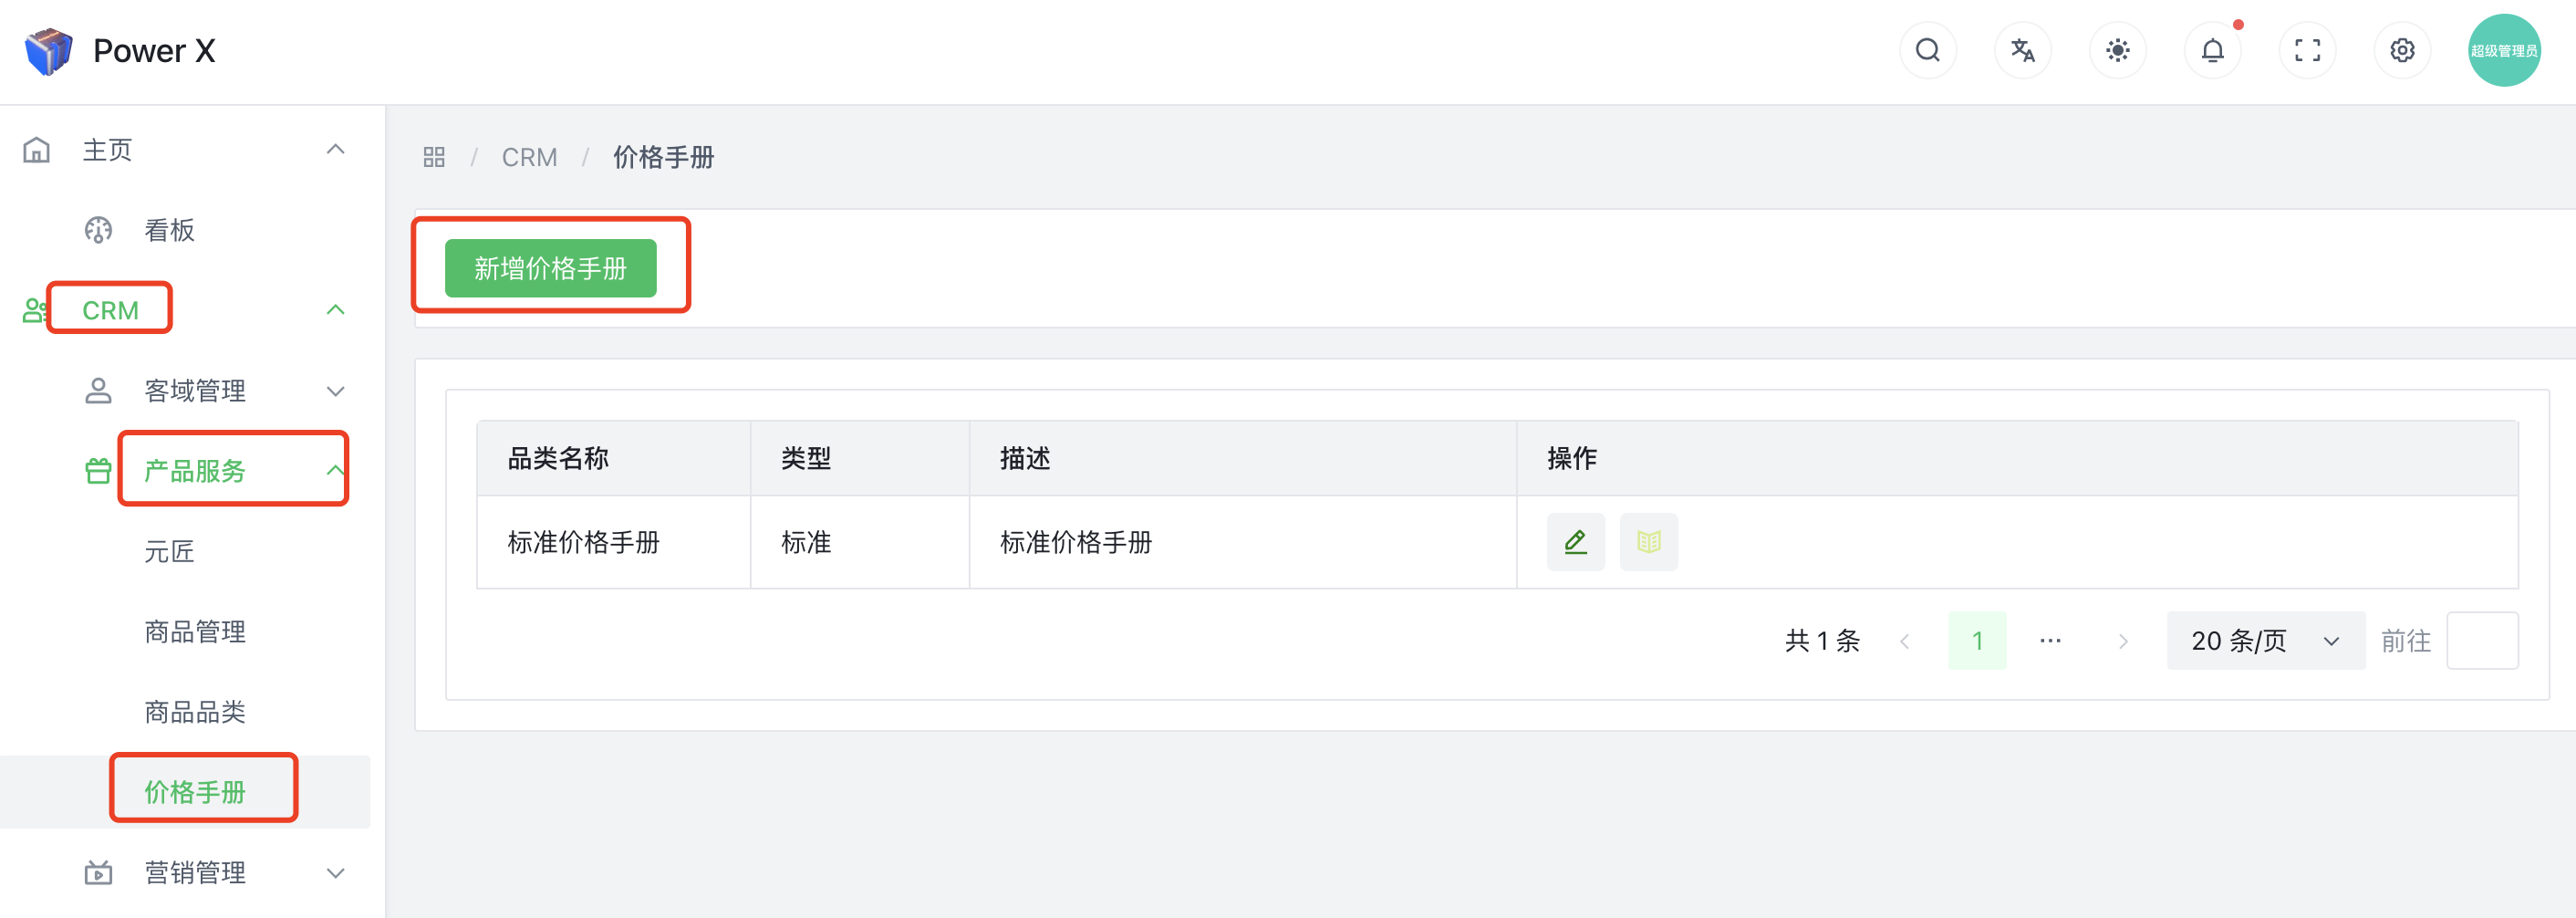 Power X
超级管理员
主页
看板
CRM
客域管理
产品服务
元匠
商品管理
商品品类
价格手册
营销管理
/ CRM / 价格手册
新增价格手册
品类名称 类型 描述 操作
标准价格手册 标准 标准价格手册
共 1 条 1 ··· 20 条/页 前往